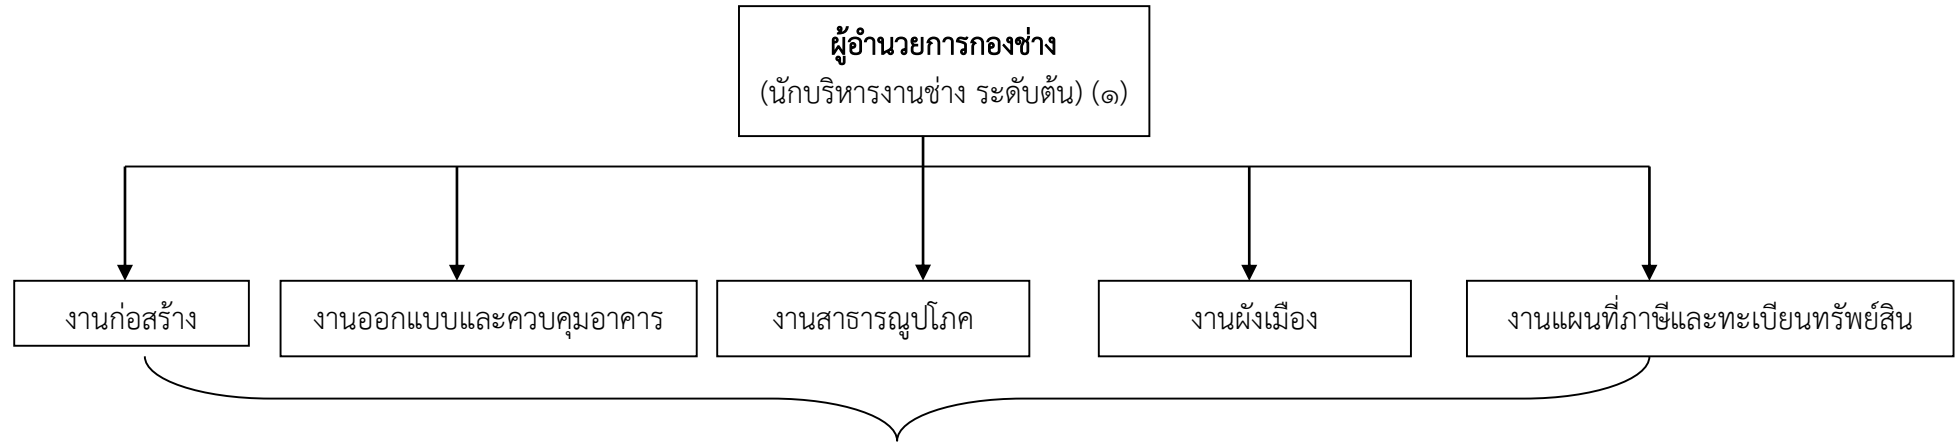 ผู้อำนวยการกองช่าง
(นักบริหารงานช่าง ระดับต้น) (๑)
งานก่อสร้าง
งานออกแบบและควบคุมอาคาร
งานสาธารณูปโภค
งานผังเมือง
งานแผนที่ภาษีและทะเบียนทรัพย์สิน